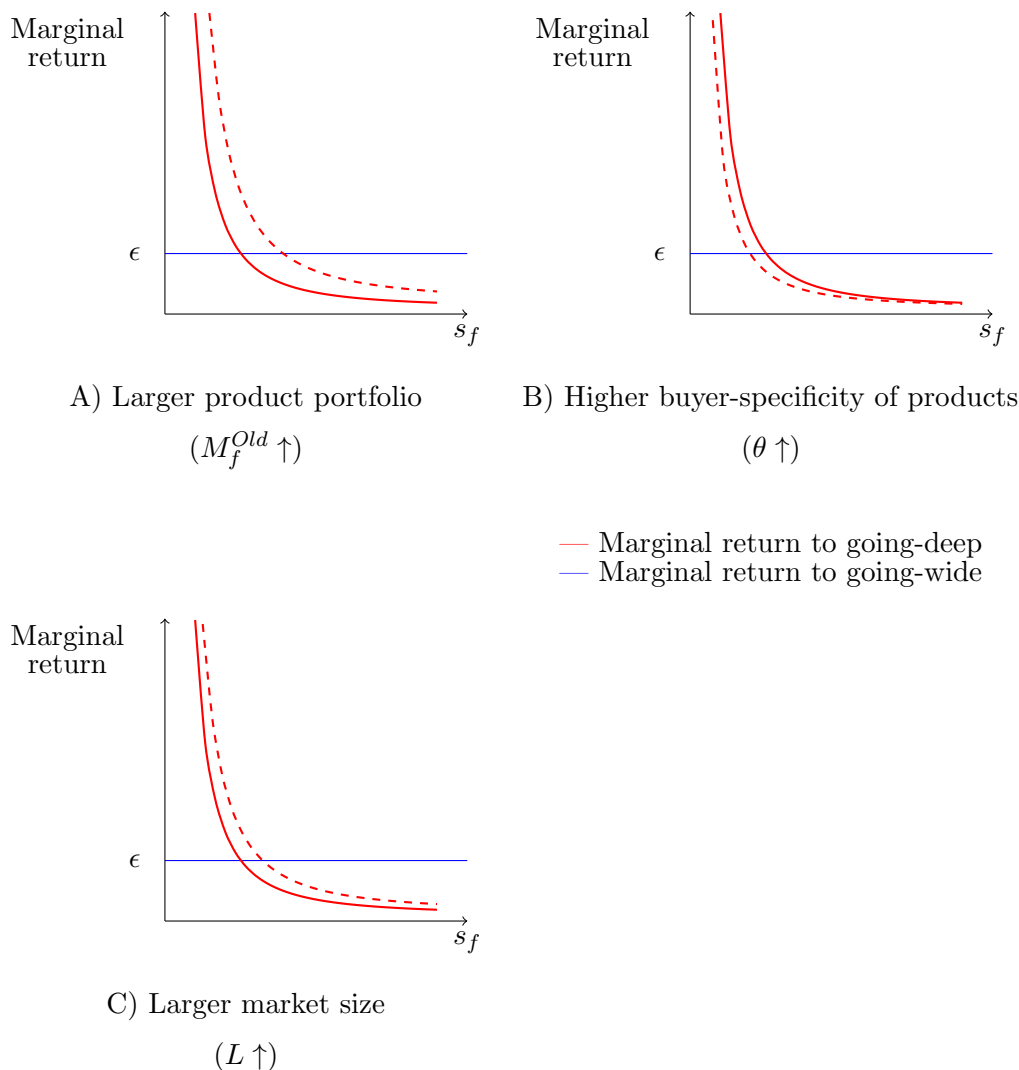 Marginal
return
ϵ
s_f
A) Larger product portfolio
(M_f^{Old} ↑)
Marginal
return
ϵ
s_f
B) Higher buyer-specificity of products
(θ ↑)
Marginal return to going-deep
Marginal return to going-wide
Marginal
return
ϵ
s_f
C) Larger market size
(L ↑)